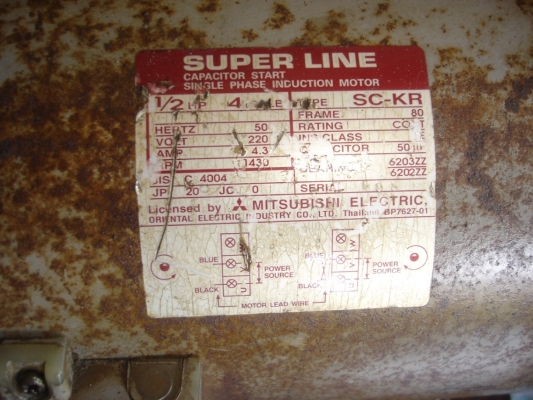 SUPER LINE
CAPACITOR START
SINGLE PHASE INDUCTION MOTOR
1/2 HP 4 TYPE SC-KR
FRAME 80
HERTZ 50 RATING
VOLT 220 CLASS
AMP. 4.3 50
1430 6203ZZ
JIS C 4004 6202ZZ
JP 20 JC 0 SERIAL
Licensed by MITSUBISHI ELECTRIC,
ORIENTAL ELECTRIC INDUSTRY CO., LTD. Thailand BP7627-01
BLUE POWER SOURCE BLUE POWER SOURCE
BLACK BLACK
U V W
MOTOR LEAD WIRE